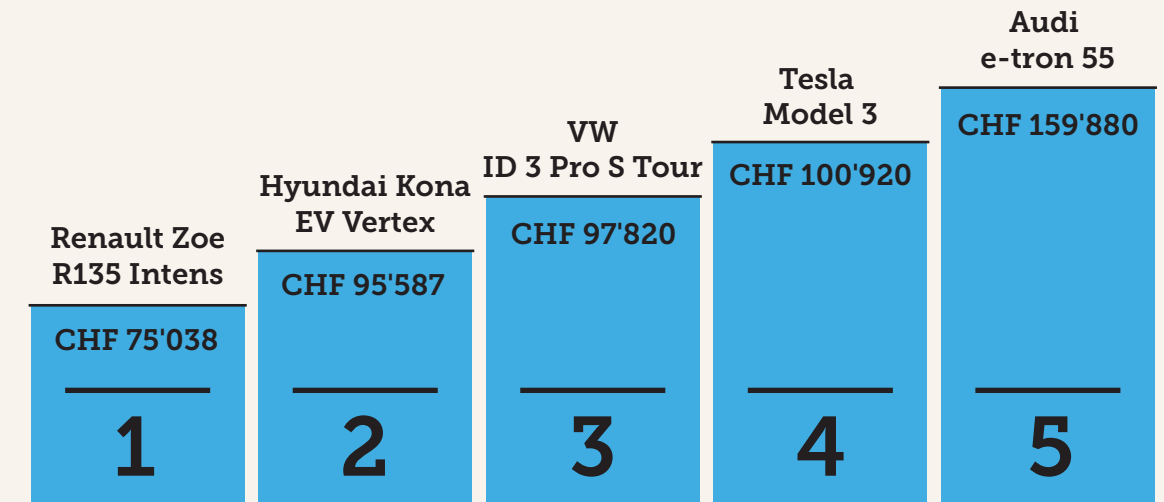 Renault Zoe
R135 Intens
CHF 75'038
1
Hyundai Kona
EV Vertex
CHF 95'587
2
VW
ID 3 Pro S Tour
CHF 97'820
3
Tesla
Model 3
CHF 100'920
4
Audi
e-tron 55
CHF 159'880
5